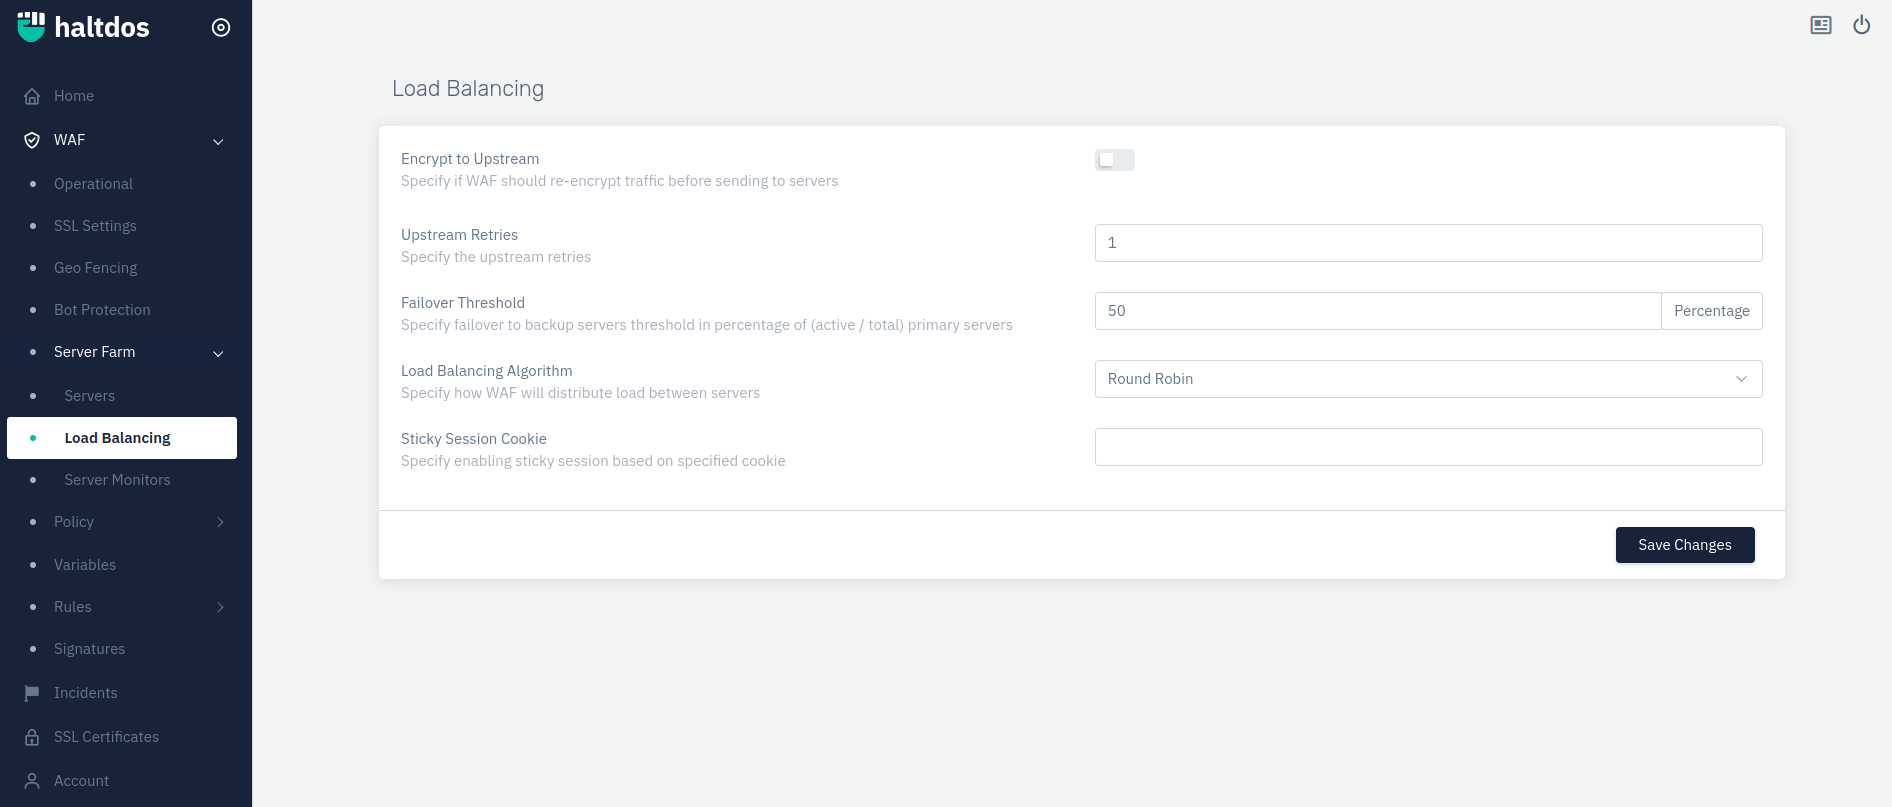 haltdos
Home
WAF
Operational
SSL Settings
Geo Fencing
Bot Protection
Server Farm
Servers
Load Balancing
Server Monitors
Policy
Variables
Rules
Signatures
Incidents
SSL Certificates
Account
Load Balancing
Encrypt to Upstream
Specify if WAF should re-encrypt traffic before sending to servers
Upstream Retries
Specify the upstream retries
1
Failover Threshold
Specify failover to backup servers threshold in percentage of (active / total) primary servers
50 Percentage
Load Balancing Algorithm
Specify how WAF will distribute load between servers
Round Robin
Sticky Session Cookie
Specify enabling sticky session based on specified cookie
Save Changes